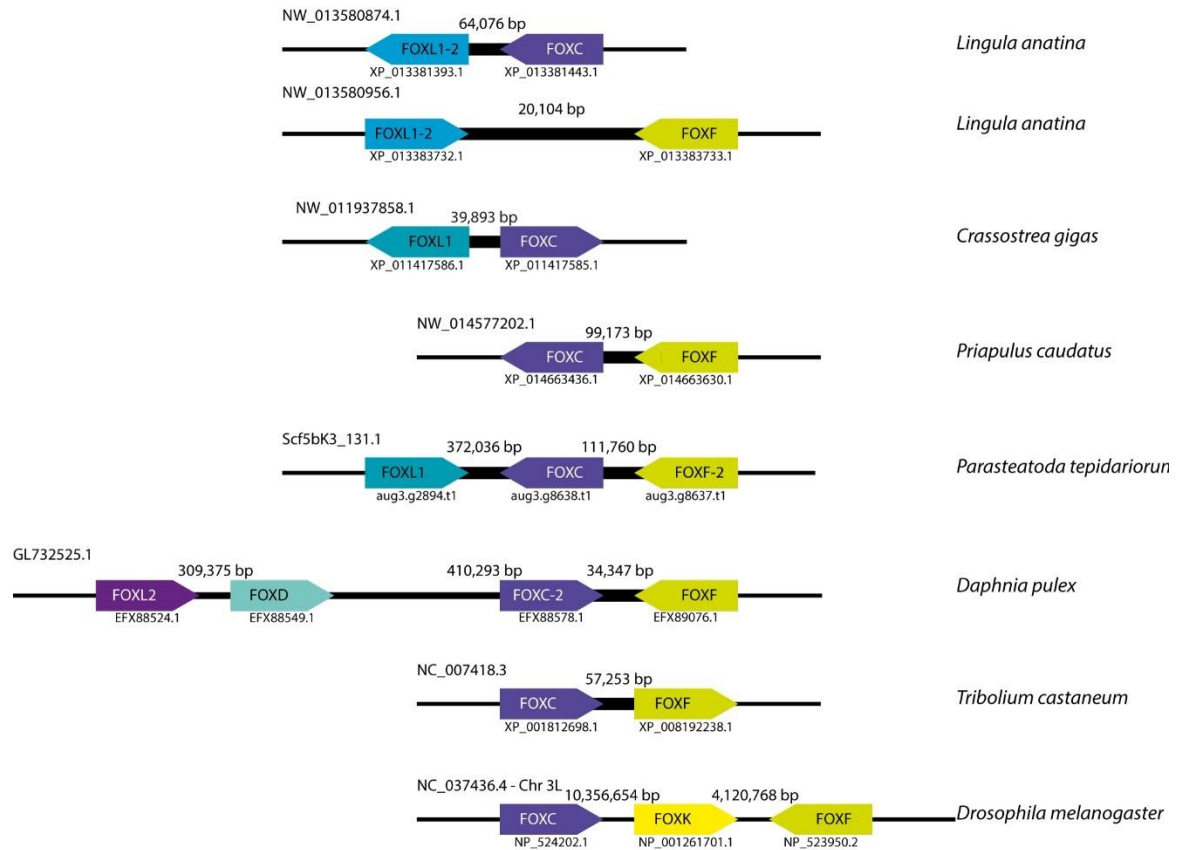 NW_013580874.1
64,076 bp
FOXL1-2 FOXC Lingula anatina
XP_013381393.1 XP_013381443.1
NW_013580956.1
20,104 bp
FOXL1-2 FOXF Lingula anatina
XP_013383732.1 XP_013383733.1
NW_011937858.1
39,893 bp
FOXL1 FOXC Crassostrea gigas
XP_011417586.1 XP_011417585.1
NW_014577202.1
99,173 bp
FOXC FOXF Priapulus caudatus
XP_014663436.1 XP_014663630.1
Scf5bK3_131.1
372,036 bp 111,760 bp
FOXL1 FOXC FOXF-2 Parasteatoda tepidariorun
aug3.g2894.t1 aug3.g8638.t1 aug3.g8637.t1
GL732525.1
309,375 bp 410,293 bp 34,347 bp
FOXL2 FOXD FOXC-2 FOXF Daphnia pulex
EFX88524.1 EFX88549.1 EFX88578.1 EFX89076.1
NC_007418.3
57,253 bp
FOXC FOXF Tribolium castaneum
XP_001812698.1 XP_008192238.1
NC_037436.4 - Chr 3L
10,356,654 bp 4,120,768 bp
FOXC FOXK FOXF Drosophila melanogaster
NP_524202.1 NP_001261701.1 NP_523950.2